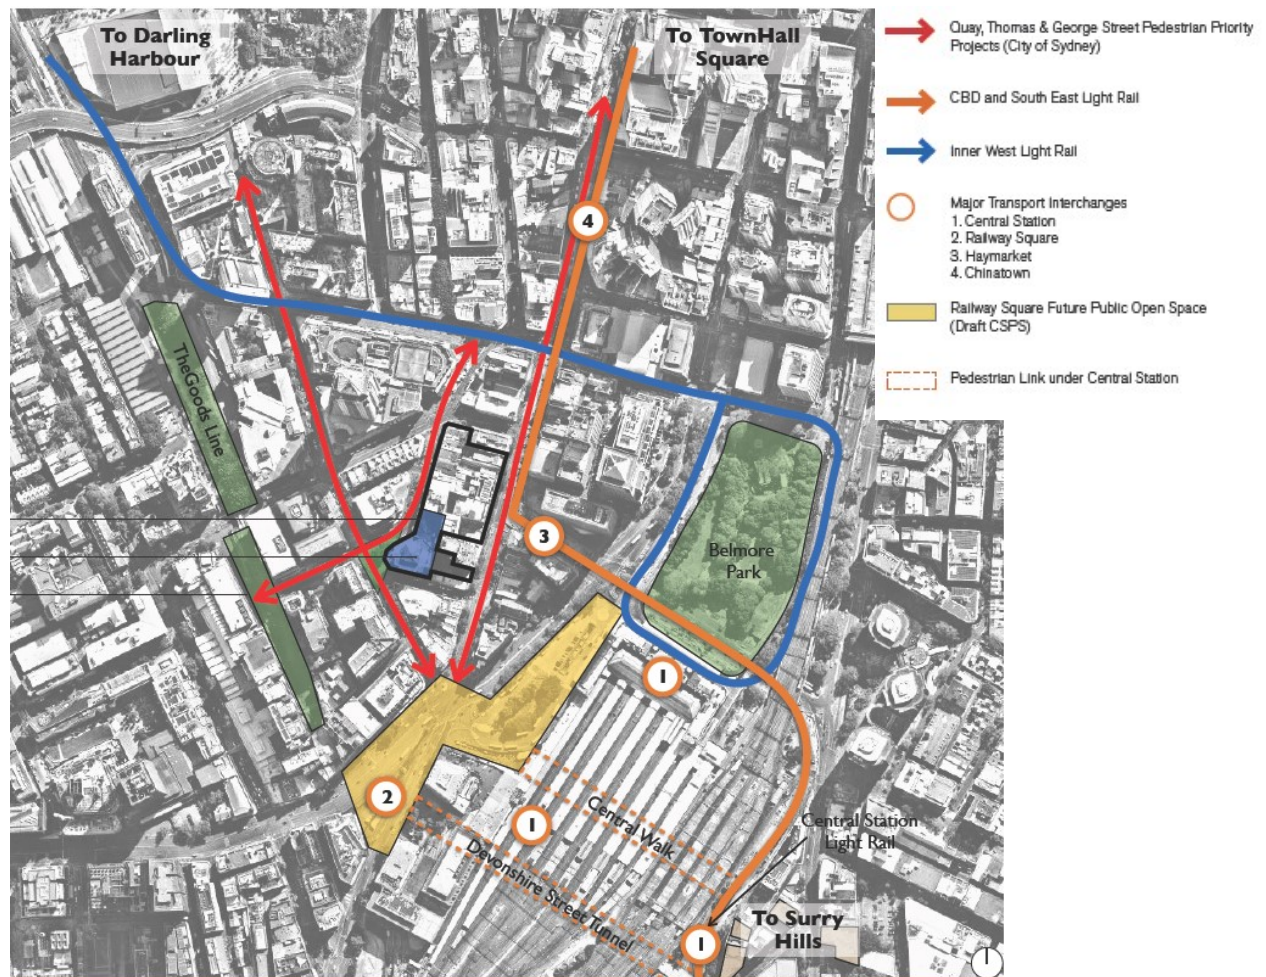 To Darling
Harbour
To TownHall
Square
Quay, Thomas & George Street Pedestrian Priority
Projects (City of Sydney)
CBD and South East Light Rail
Inner West Light Rail
Major Transport Interchanges
1. Central Station
2. Railway Square
3. Haymarket
4. Chinatown
Railway Square Future Public Open Space
(Draft CSPS)
Pedestrian Link under Central Station
4
TheGoods Line
3
Belmore
Park
1
2
1
Central Walk
Central Station
Light Rail
Devonshire Street Tunnel
1
To Surry
Hills